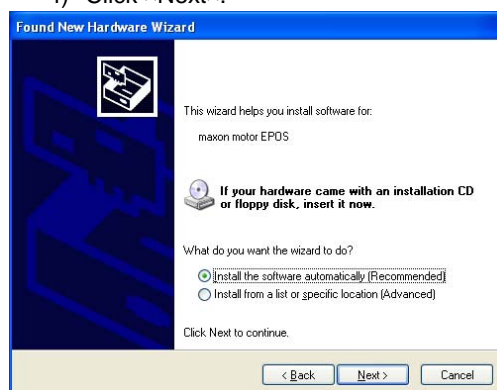 Click «Next».
Found New Hardware Wizard
This wizard helps you install software for:
maxon motor EPOS
If your hardware came with an installation CD
or floppy disk, insert it now.
What do you want the wizard to do?
Install the software automatically (Recommended)
Install from a list or specific location (Advanced)
Click Next to continue.
< Back Next > Cancel